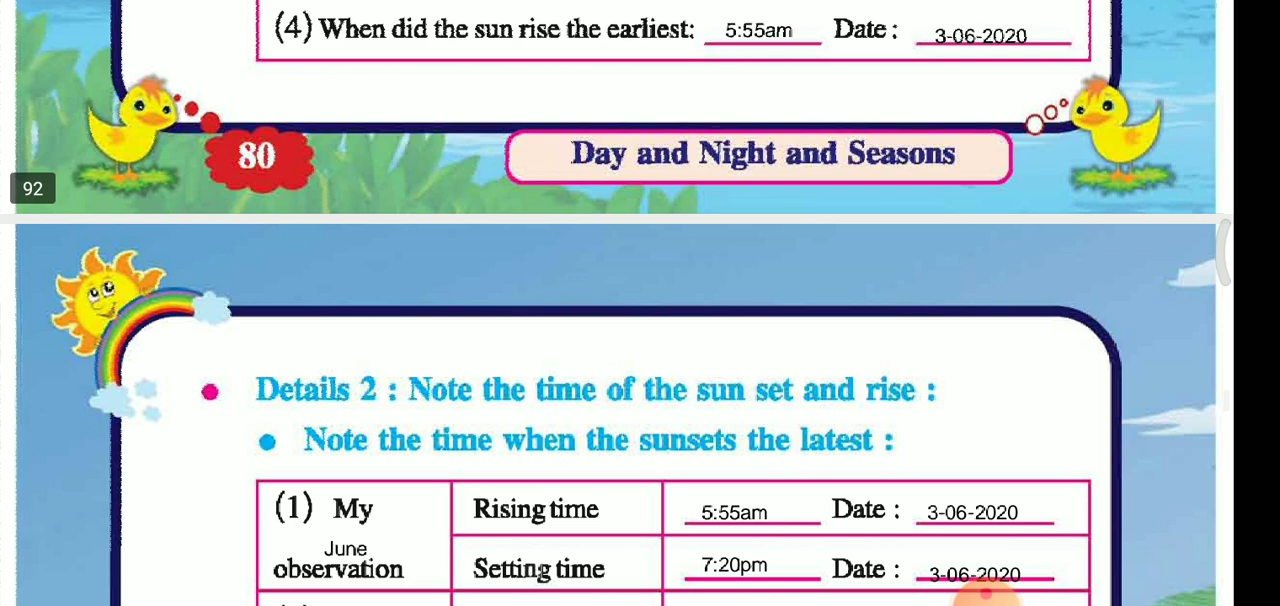 (4) When did the sun rise the earliest: 5:55am Date : 3-06-2020
80 Day and Night and Seasons
92
Details 2 : Note the time of the sun set and rise :
Note the time when the sunsets the latest :
(1) My Rising time 5:55am Date : 3-06-2020
June
observation Setting time 7:20pm Date : 3-06-2020